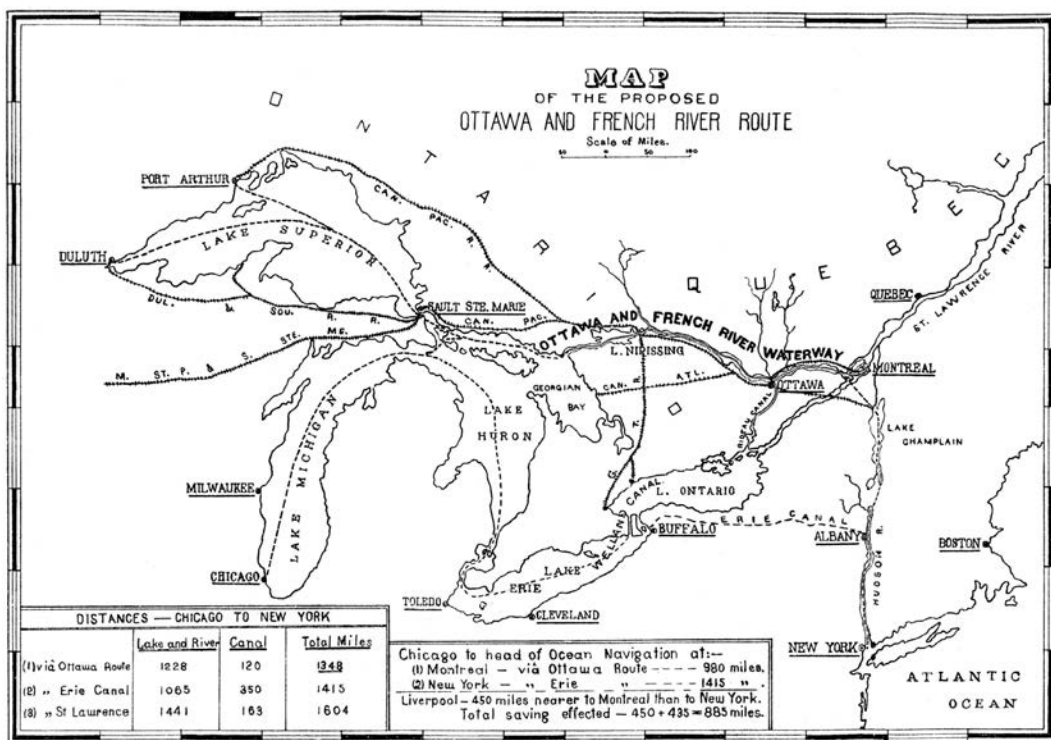 MAP
OF THE PROPOSED
OTTAWA AND FRENCH RIVER ROUTE
Scale of Miles.
50 0 50 100
ONTARIO
QUEBEC
PORT ARTHUR
CAN. PAC. R. R.
LAKE SUPERIOR
DULUTH
DUL. & SOU. R. R.
SAULT STE. MARIE
CAN. PAC.
M. ST. P. & S. STE. ME.
OTTAWA AND FRENCH RIVER WATERWAY
L. NIPISSING
QUEBEC
ST. LAWRENCE RIVER
MONTREAL
OTTAWA
CAN. ATL.
GEORGIAN
BAY
G. T. R.
RIDEAU CANAL
LAKE
CHAMPLAIN
LAKE
HURON
LAKE MICHIGAN
MILWAUKEE
CHICAGO
L. ONTARIO
WELLAND CANAL
BUFFALO
ERIE CANAL
ALBANY
BOSTON
HUDSON R.
LAKE
ERIE
TOLEDO
CLEVELAND
NEW YORK
ATLANTIC
OCEAN
DISTANCES — CHICAGO TO NEW YORK
Lake and River Canal Total Miles
(1) viâ Ottawa Route 1228 120 1348
(2) „ Erie Canal 1065 350 1415
(3) „ St Lawrence 1441 163 1604
Chicago to head of Ocean Navigation at:—
(1) Montreal — viâ Ottawa Route ---- 980 miles.
(2) New York — „ Erie „ ---- 1415 „ .
Liverpool — 450 miles nearer to Montreal than to New York.
Total saving effected — 450 + 435 = 885 miles.